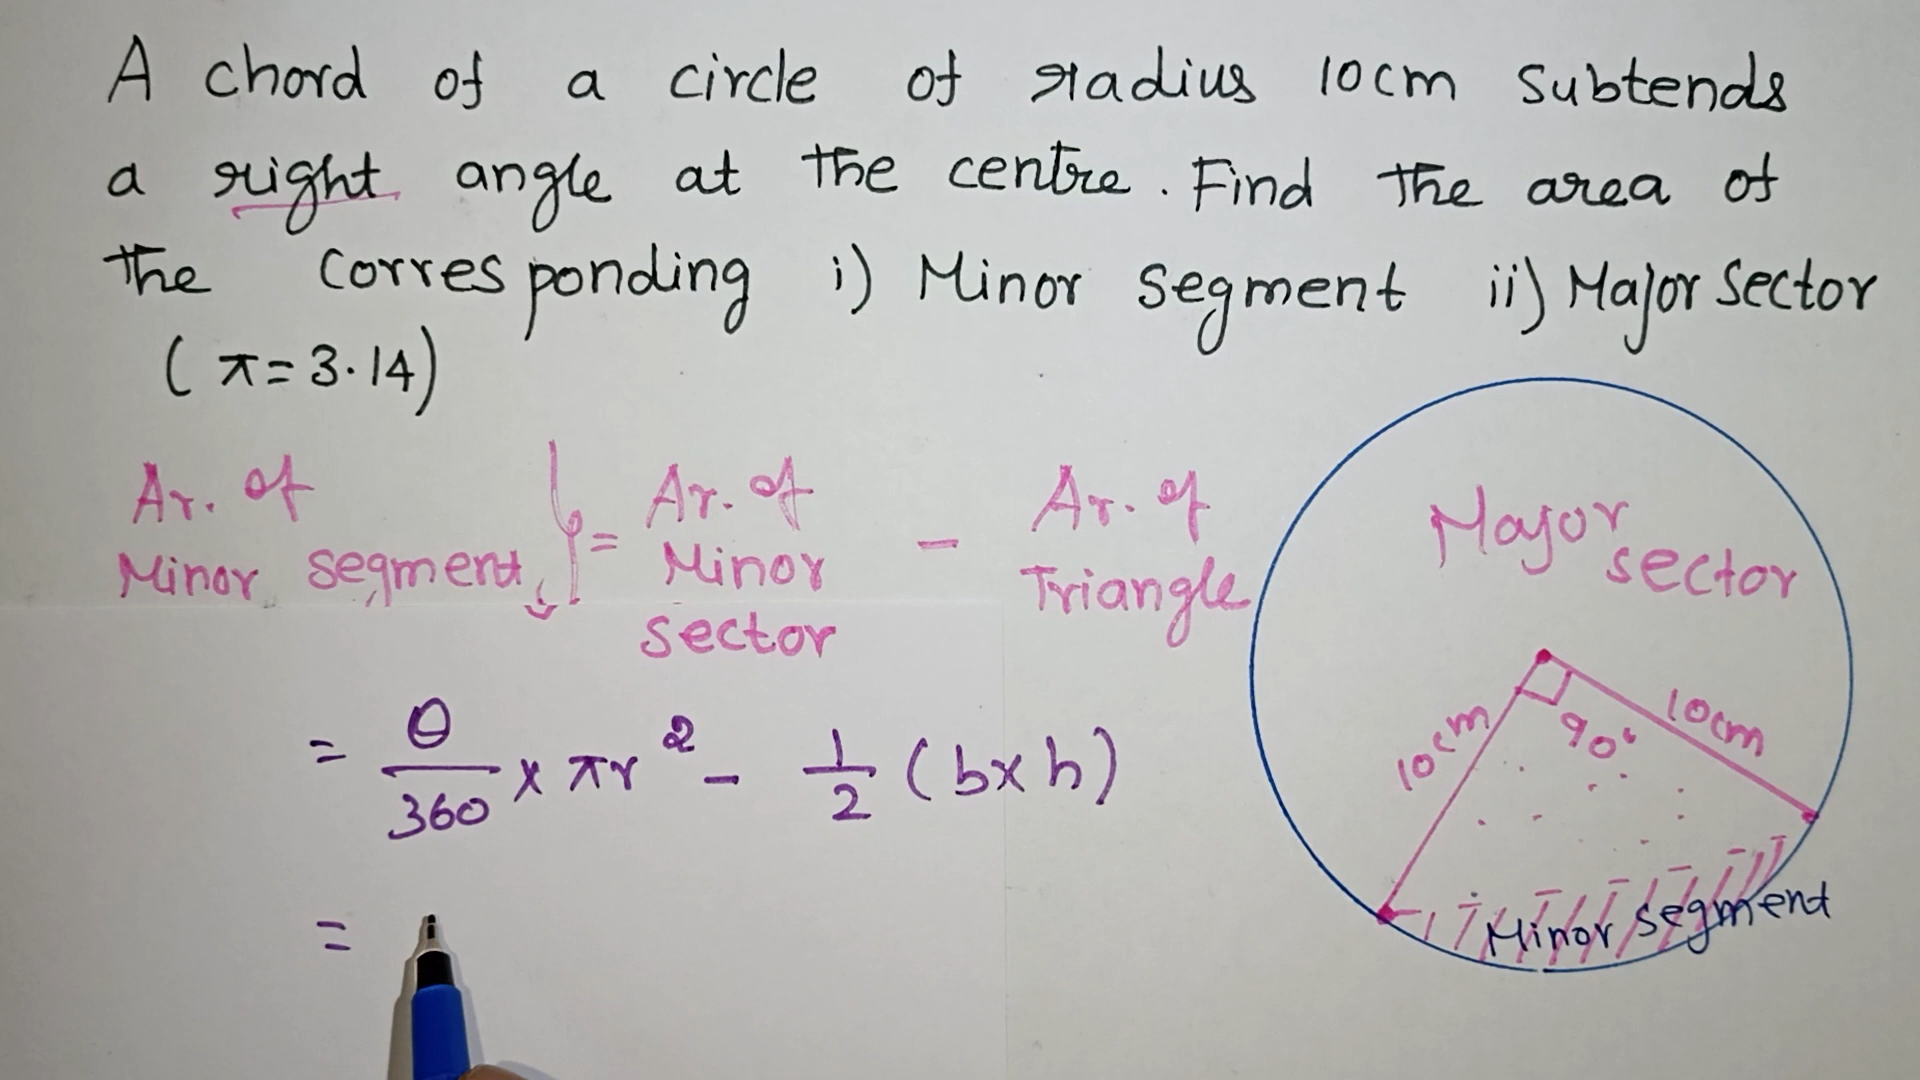 A chord of a circle of radius 10cm subtends
a right angle at the centre. Find the area of
the corresponding i) Minor segment ii) Major sector
(π=3.14)
Ar. of
Minor segment = Ar. of
Minor
sector - Ar. of
Triangle
= θ/360 × πr² - 1/2 (b×h)
=
Major
sector
10cm
90°
10cm
Minor segment